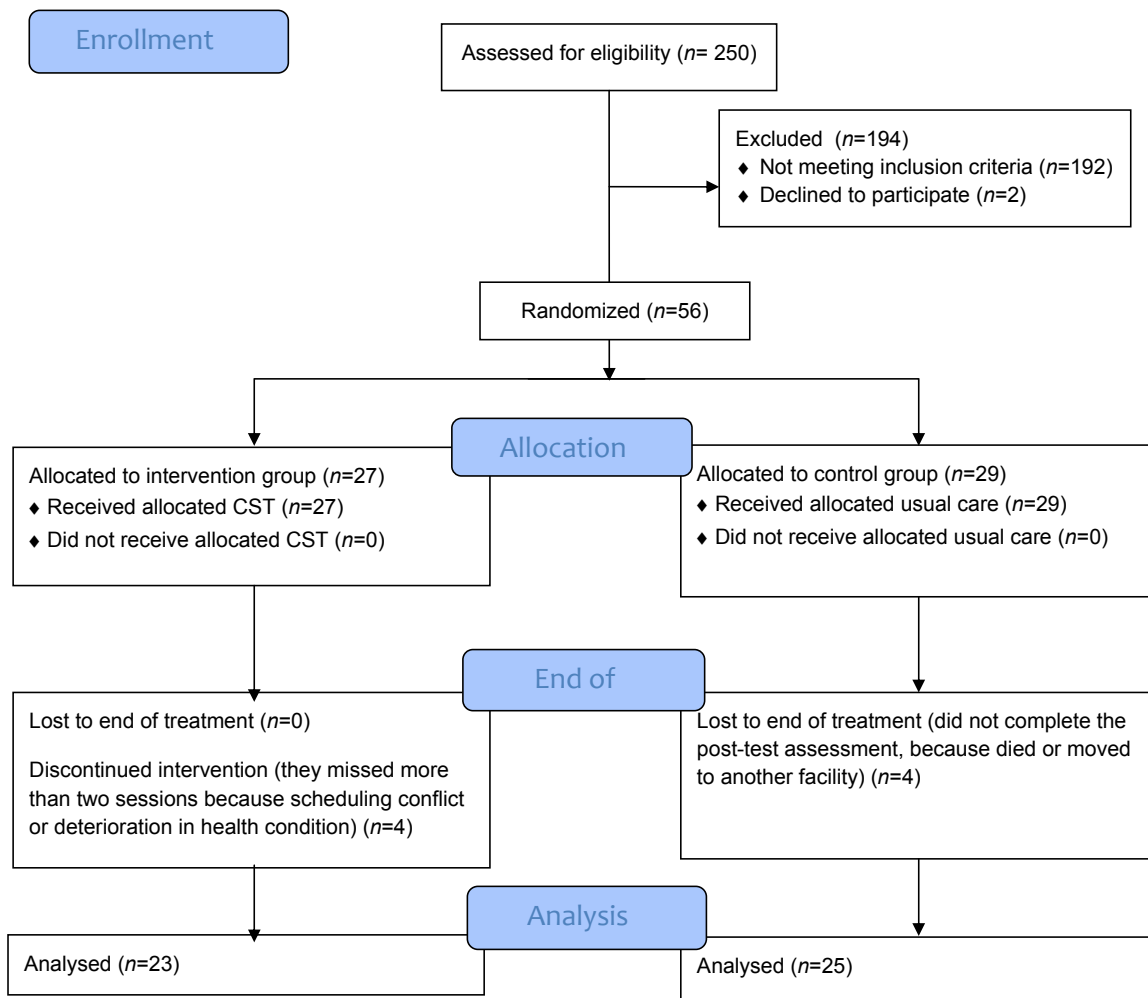 Enrollment
Assessed for eligibility (n= 250)
Excluded (n=194)
♦ Not meeting inclusion criteria (n=192)
♦ Declined to participate (n=2)
Randomized (n=56)
Allocation
Allocated to intervention group (n=27)
♦ Received allocated CST (n=27)
♦ Did not receive allocated CST (n=0)
Allocated to control group (n=29)
♦ Received allocated usual care (n=29)
♦ Did not receive allocated usual care (n=0)
End of
Lost to end of treatment (n=0)
Discontinued intervention (they missed more
than two sessions because scheduling conflict
or deterioration in health condition) (n=4)
Lost to end of treatment (did not complete the
post-test assessment, because died or moved
to another facility) (n=4)
Analysis
Analysed (n=23)
Analysed (n=25)